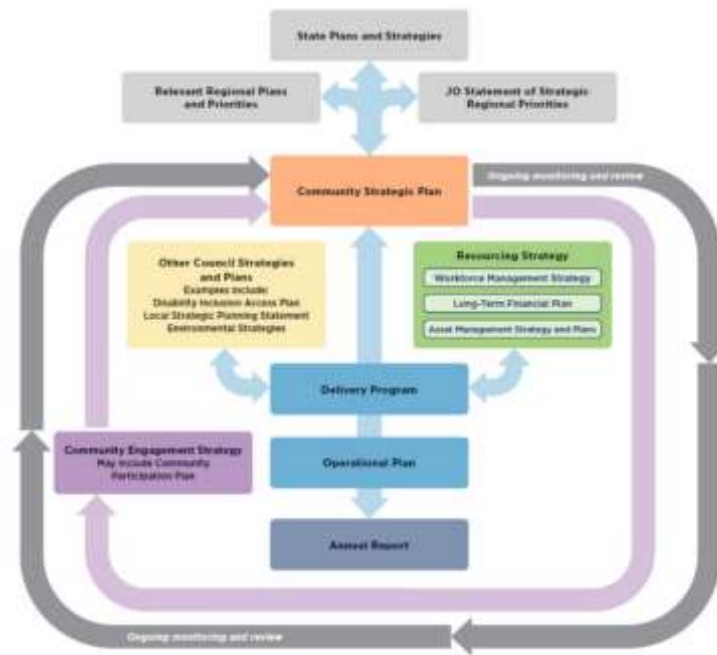 State Plans and Strategies
Relevant Regional Plans
and Priorities
JO Statement of Strategic
Regional Priorities
Community Strategic Plan
Ongoing monitoring and review
Other Council Strategies
and Plans
Examples include:
Disability Inclusion Access Plan
Local Strategic Planning Statement
Environmental Strategies
Resourcing Strategy
Workforce Management Strategy
Long-Term Financial Plan
Asset Management Strategy and Plans
Delivery Program
Community Engagement Strategy
May include Community
Participation Plan
Operational Plan
Annual Report
Ongoing monitoring and review